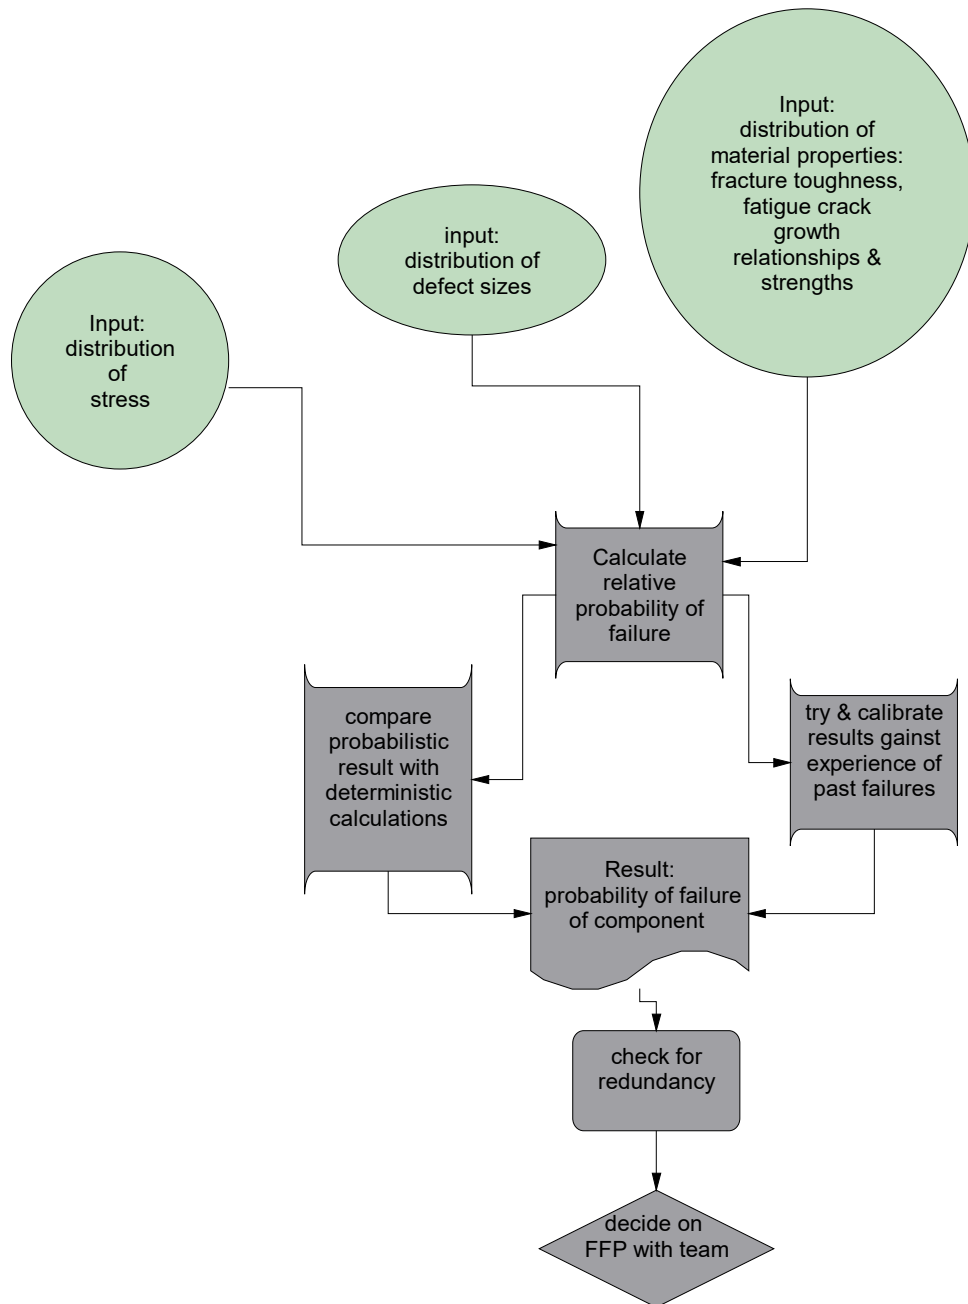 Input:
distribution of
material properties:
fracture toughness,
fatigue crack
growth
relationships &
strengths
input:
distribution of
defect sizes
Input:
distribution
of
stress
Calculate
relative
probability of
failure
compare
probabilistic
result with
deterministic
calculations
try & calibrate
results gainst
experience of
past failures
Result:
probability of failure
of component
check for
redundancy
decide on
FFP with team